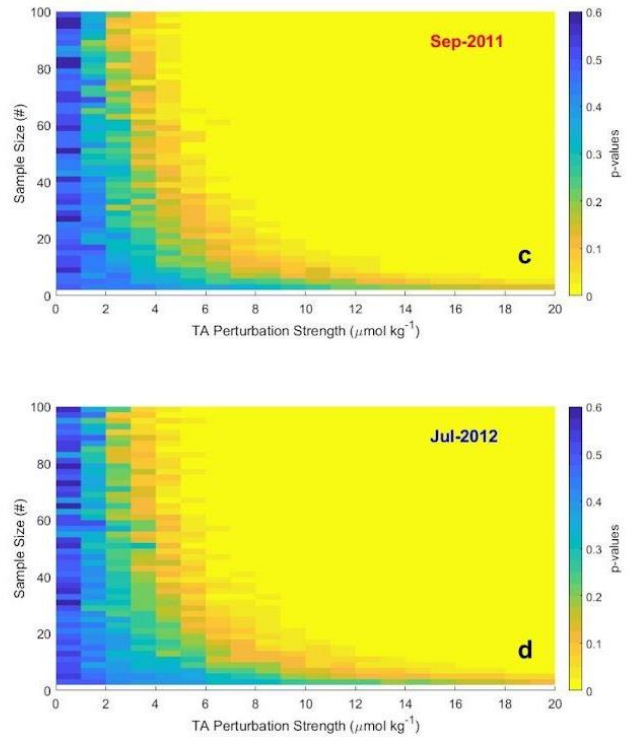 100
80
60
40
20
0
Sample Size (#)
Sep-2011
c
0 2 4 6 8 10 12 14 16 18 20
TA Perturbation Strength (μmol kg⁻¹)
0.6
0.5
0.4
0.3
0.2
0.1
0
p-values
100
80
60
40
20
0
Sample Size (#)
Jul-2012
d
0 2 4 6 8 10 12 14 16 18 20
TA Perturbation Strength (μmol kg⁻¹)
0.6
0.5
0.4
0.3
0.2
0.1
0
p-values